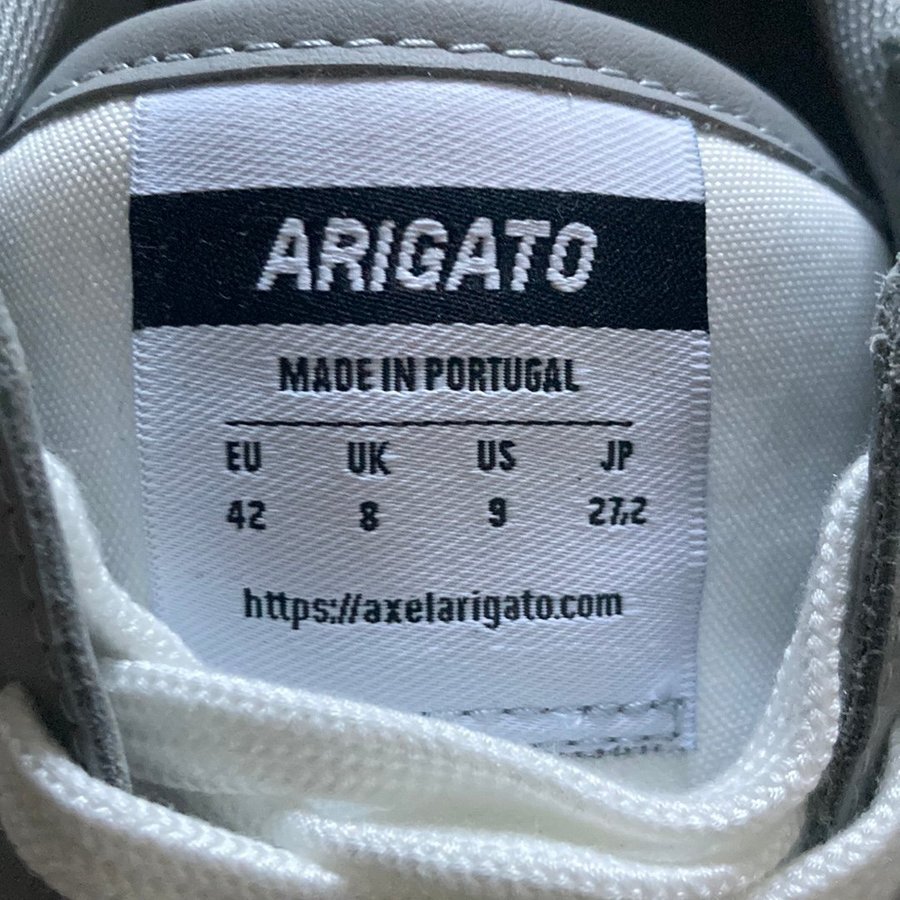 ARIGATO
MADE IN PORTUGAL
EU UK US JP
42 8 9 27,2
https://axelarigato.com